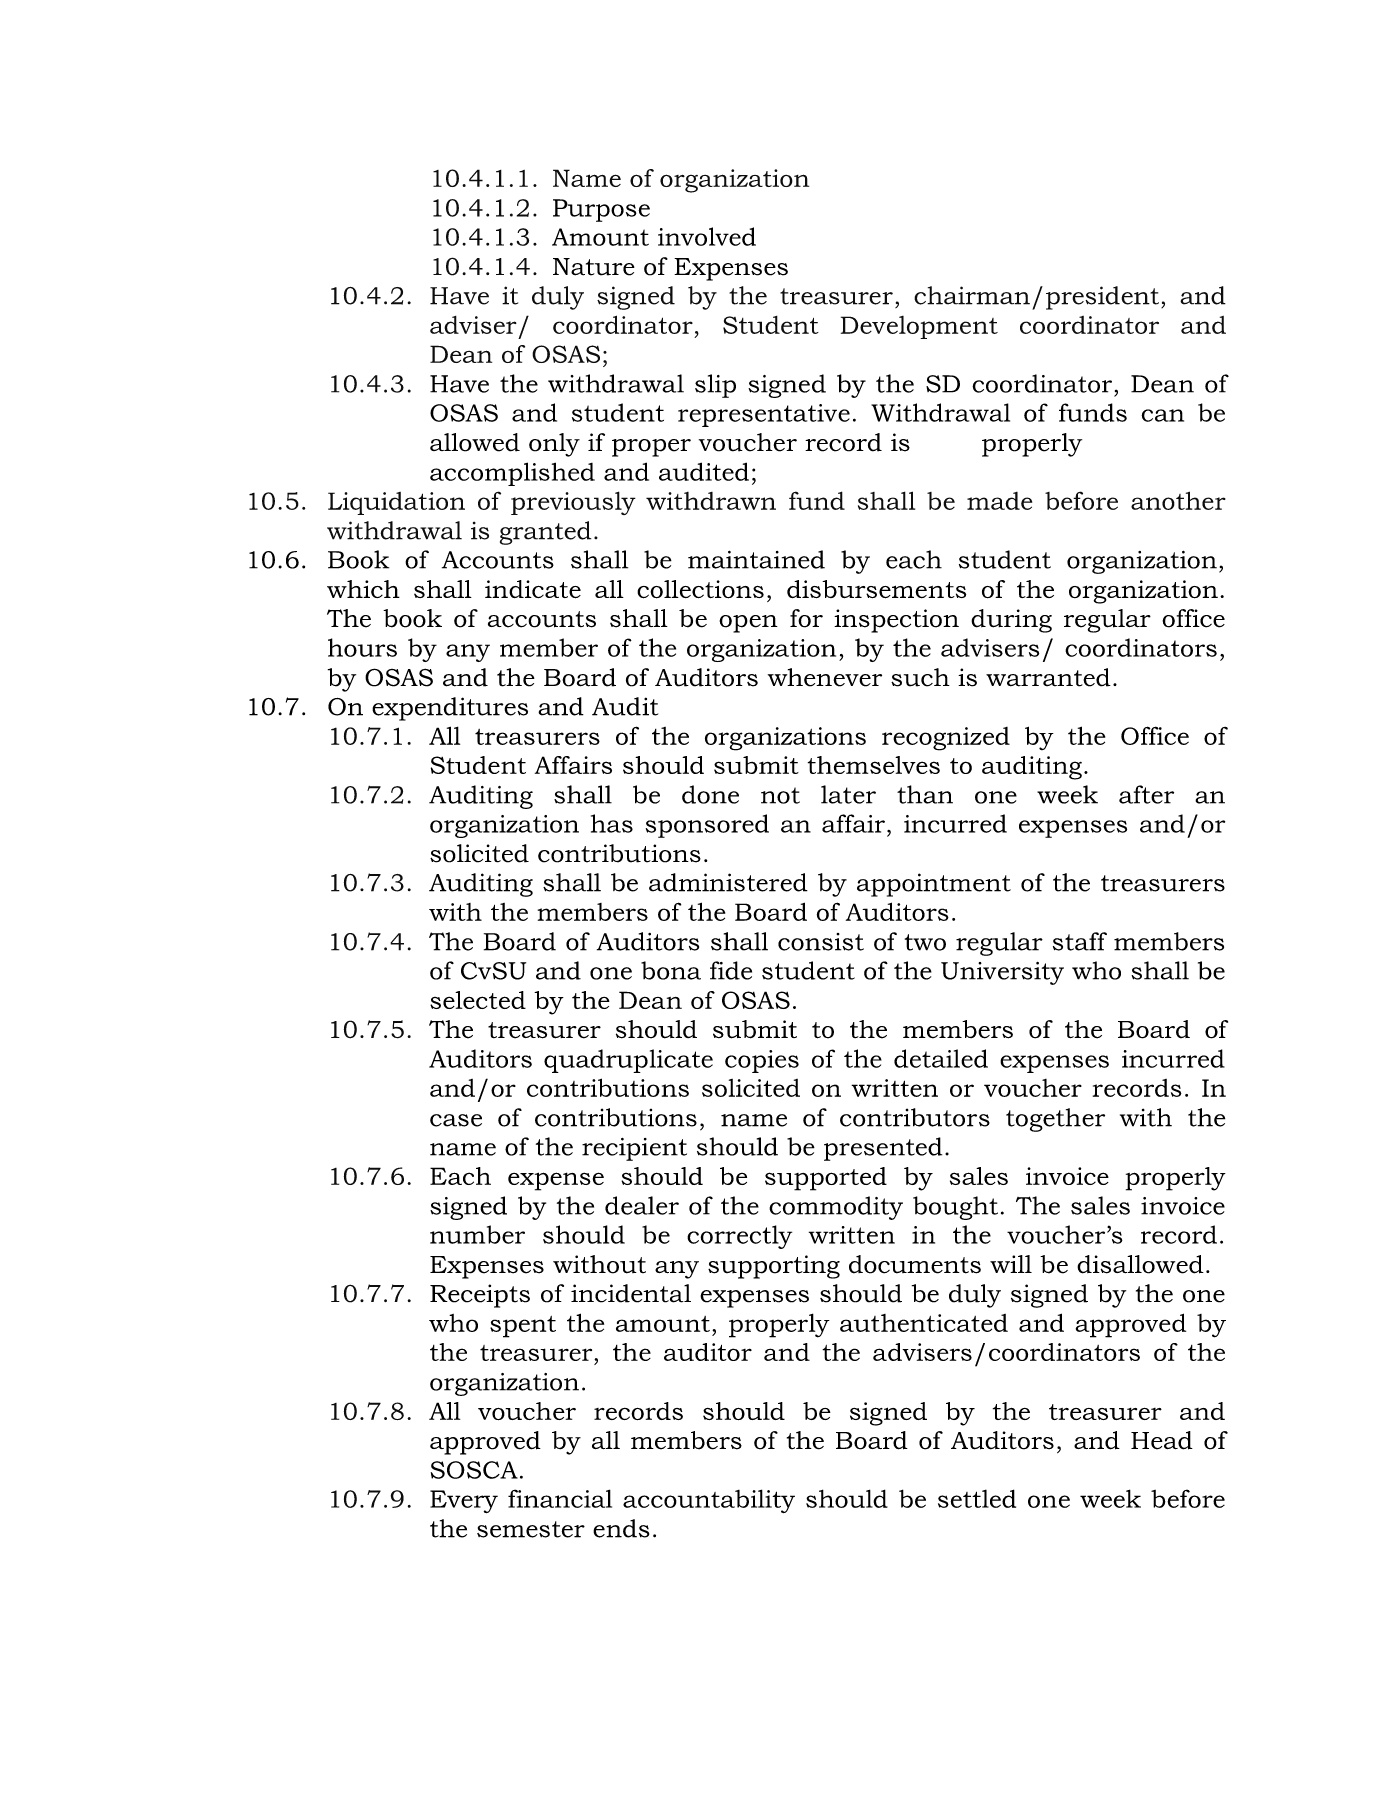 10.4.1.1. Name of organization
10.4.1.2. Purpose
10.4.1.3. Amount involved
10.4.1.4. Nature of Expenses
10.4.2. Have it duly signed by the treasurer, chairman/president, and
adviser/ coordinator, Student Development coordinator and
Dean of OSAS;
10.4.3. Have the withdrawal slip signed by the SD coordinator, Dean of
OSAS and student representative. Withdrawal of funds can be
allowed only if proper voucher record is properly
accomplished and audited;
10.5. Liquidation of previously withdrawn fund shall be made before another
withdrawal is granted.
10.6. Book of Accounts shall be maintained by each student organization,
which shall indicate all collections, disbursements of the organization.
The book of accounts shall be open for inspection during regular office
hours by any member of the organization, by the advisers/ coordinators,
by OSAS and the Board of Auditors whenever such is warranted.
10.7. On expenditures and Audit
10.7.1. All treasurers of the organizations recognized by the Office of
Student Affairs should submit themselves to auditing.
10.7.2. Auditing shall be done not later than one week after an
organization has sponsored an affair, incurred expenses and/or
solicited contributions.
10.7.3. Auditing shall be administered by appointment of the treasurers
with the members of the Board of Auditors.
10.7.4. The Board of Auditors shall consist of two regular staff members
of CvSU and one bona fide student of the University who shall be
selected by the Dean of OSAS.
10.7.5. The treasurer should submit to the members of the Board of
Auditors quadruplicate copies of the detailed expenses incurred
and/or contributions solicited on written or voucher records. In
case of contributions, name of contributors together with the
name of the recipient should be presented.
10.7.6. Each expense should be supported by sales invoice properly
signed by the dealer of the commodity bought. The sales invoice
number should be correctly written in the voucher’s record.
Expenses without any supporting documents will be disallowed.
10.7.7. Receipts of incidental expenses should be duly signed by the one
who spent the amount, properly authenticated and approved by
the treasurer, the auditor and the advisers/coordinators of the
organization.
10.7.8. All voucher records should be signed by the treasurer and
approved by all members of the Board of Auditors, and Head of
SOSCA.
10.7.9. Every financial accountability should be settled one week before
the semester ends.